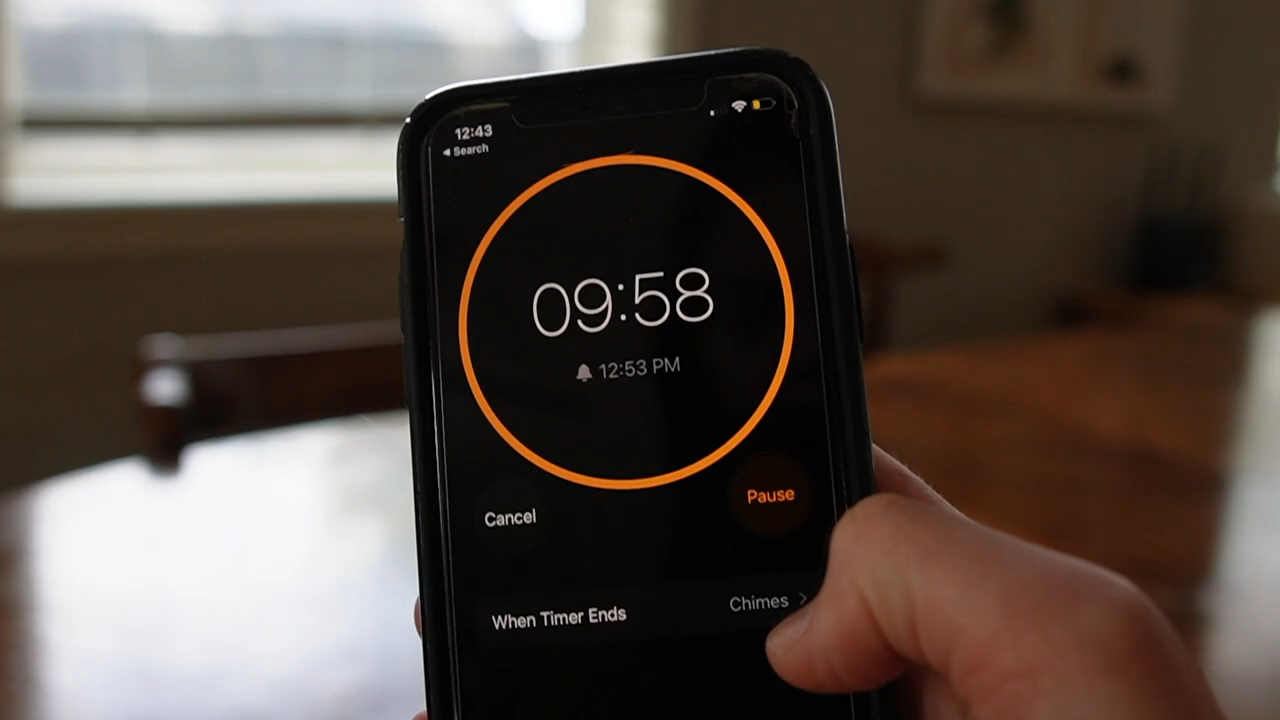 12:43
◀ Search
09:58
12:53 PM
Cancel
Pause
When Timer Ends
Chimes >